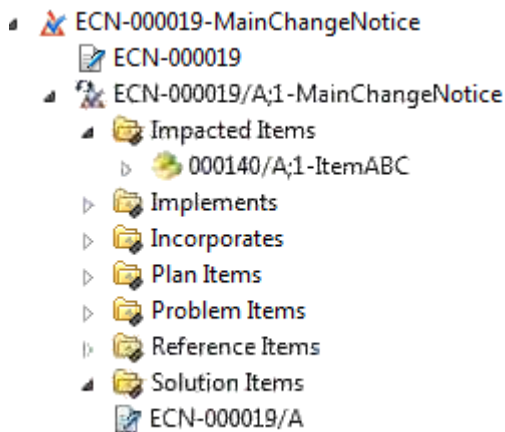 ECN-000019-MainChangeNotice
ECN-000019
ECN-000019/A;1-MainChangeNotice
Impacted Items
000140/A;1-ItemABC
Implements
Incorporates
Plan Items
Problem Items
Reference Items
Solution Items
ECN-000019/A